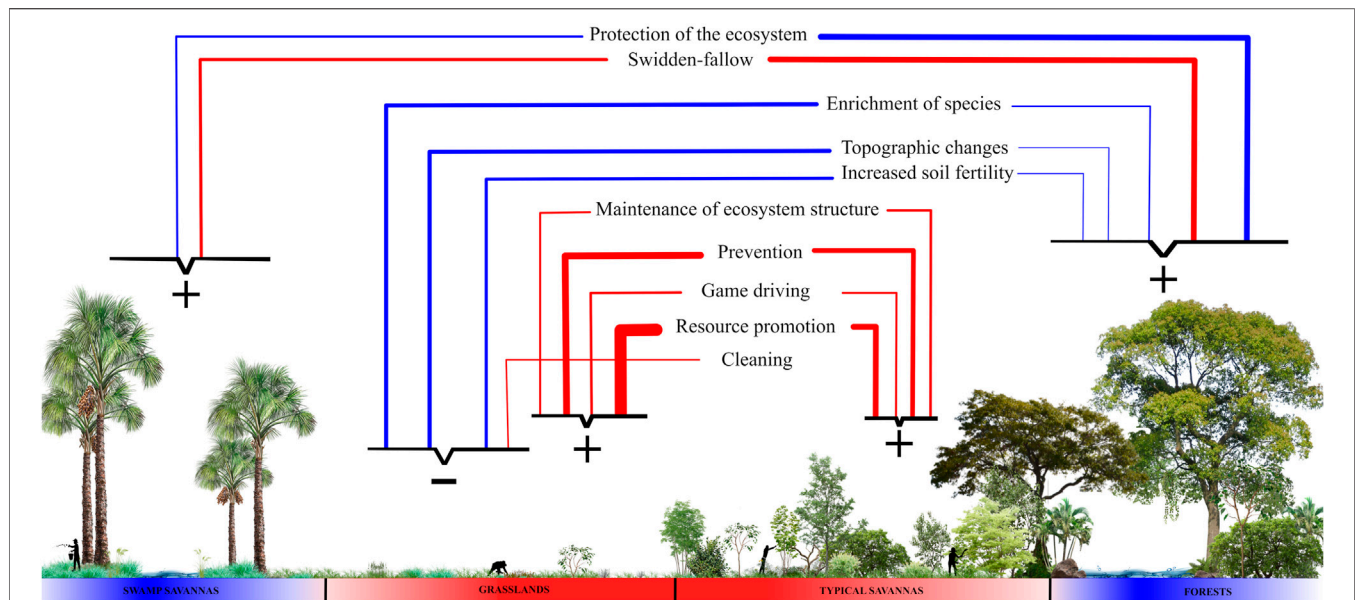 Protection of the ecosystem
Swidden-fallow
Enrichment of species
Topographic changes
Increased soil fertility
Maintenance of ecosystem structure
Prevention
Game driving
Resource promotion
Cleaning
+
+
+
+
−
SWAMP SAVANNAS
GRASSLANDS
TYPICAL SAVANNAS
FORESTS